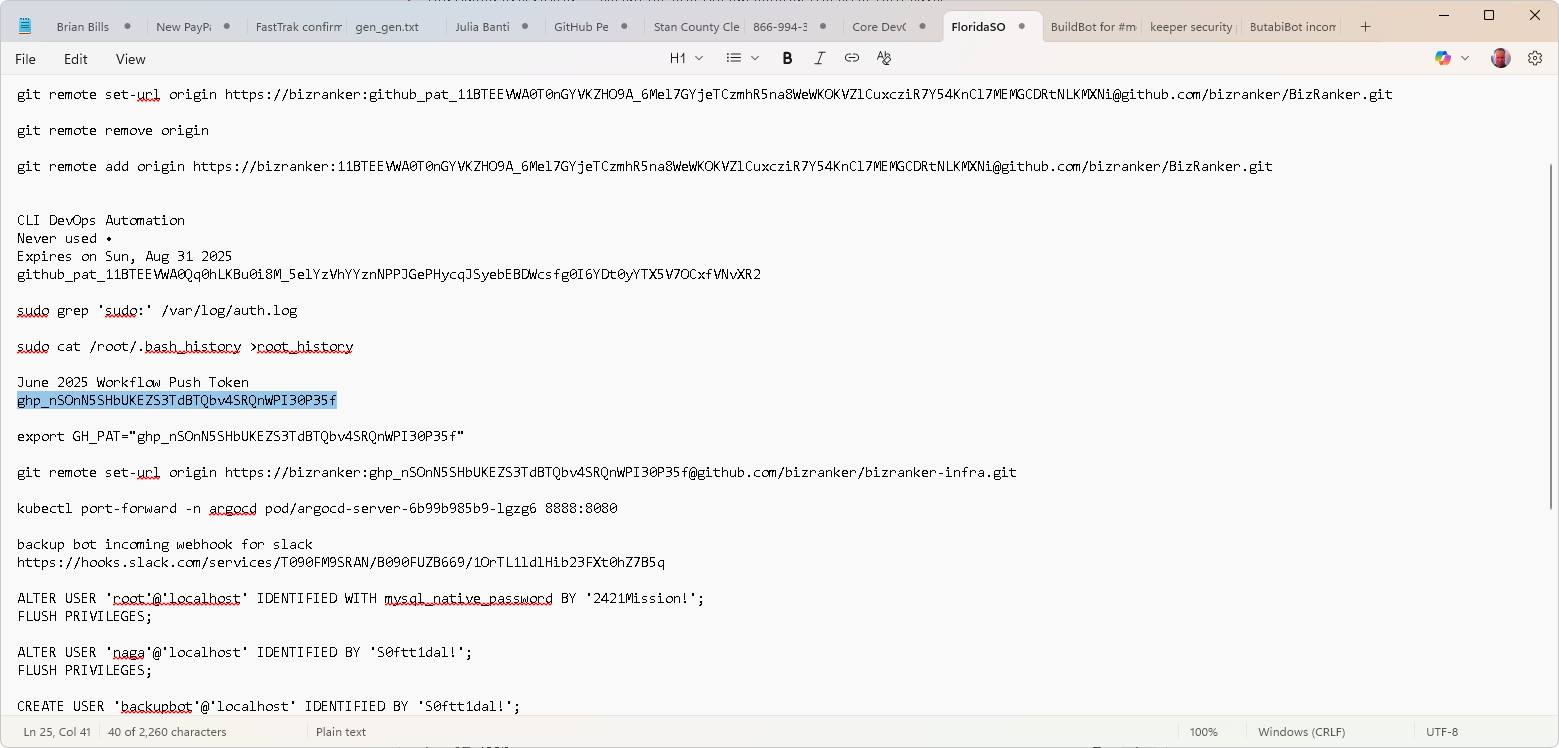 Brian Bills
New PayPa
FastTrak confirm
gen_gen.txt
Julia Banti
GitHub Pe
Stan County Cle
866-994-3
Core DevO
FloridaSO
BuildBot for #m
keeper security
ButabiBot incom
File Edit View H1
git remote set-url origin https://bizranker: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@github.com/bizranker/BizRanker.git
git remote remove origin
git remote add origin https://bizranker:11BTEEVWA0T0nGYVKZHO9A_6Mel7GYjeTCzmhR5na8WeWKOKVZlCuxcziR7Y54KnCl7MEMGCDRtNLKMXNi@github.com/bizranker/BizRanker.git
CLI DevOps Automation
Never used •
Expires on Sun, Aug 31 2025
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
sudo grep 'sudo:' /var/log/auth.log
sudo cat /root/.bash_history >root_history
June 2025 Workflow Push Token
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
export GH_PAT="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"
git remote set-url origin https://bizranker: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@github.com/bizranker/bizranker-infra.git
kubectl port-forward -n argocd pod/argocd-server-6b99b985b9-lgzg6 8888:8080
backup bot incoming webhook for slack
https://hooks.slack.com/services/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
ALTER USER 'root'@'localhost' IDENTIFIED WITH mysql_native_password BY '2421Mission!';
FLUSH PRIVILEGES;
ALTER USER 'naga'@'localhost' IDENTIFIED BY 'S0ftt1dal!';
FLUSH PRIVILEGES;
CREATE USER 'backupbot'@'localhost' IDENTIFIED BY 'S0ftt1dal!';
Ln 25, Col 41 40 of 2,260 characters Plain text 100% Windows (CRLF) UTF-8